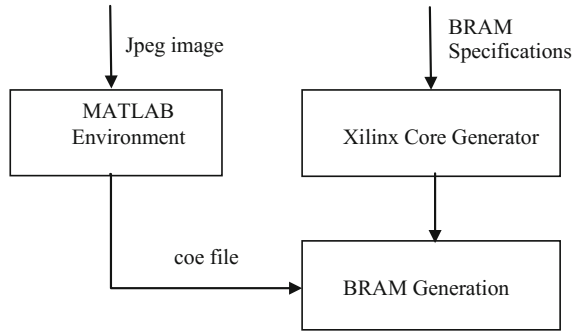 Jpeg image
BRAM
Specifications
MATLAB
Environment
Xilinx Core Generator
coe file
BRAM Generation